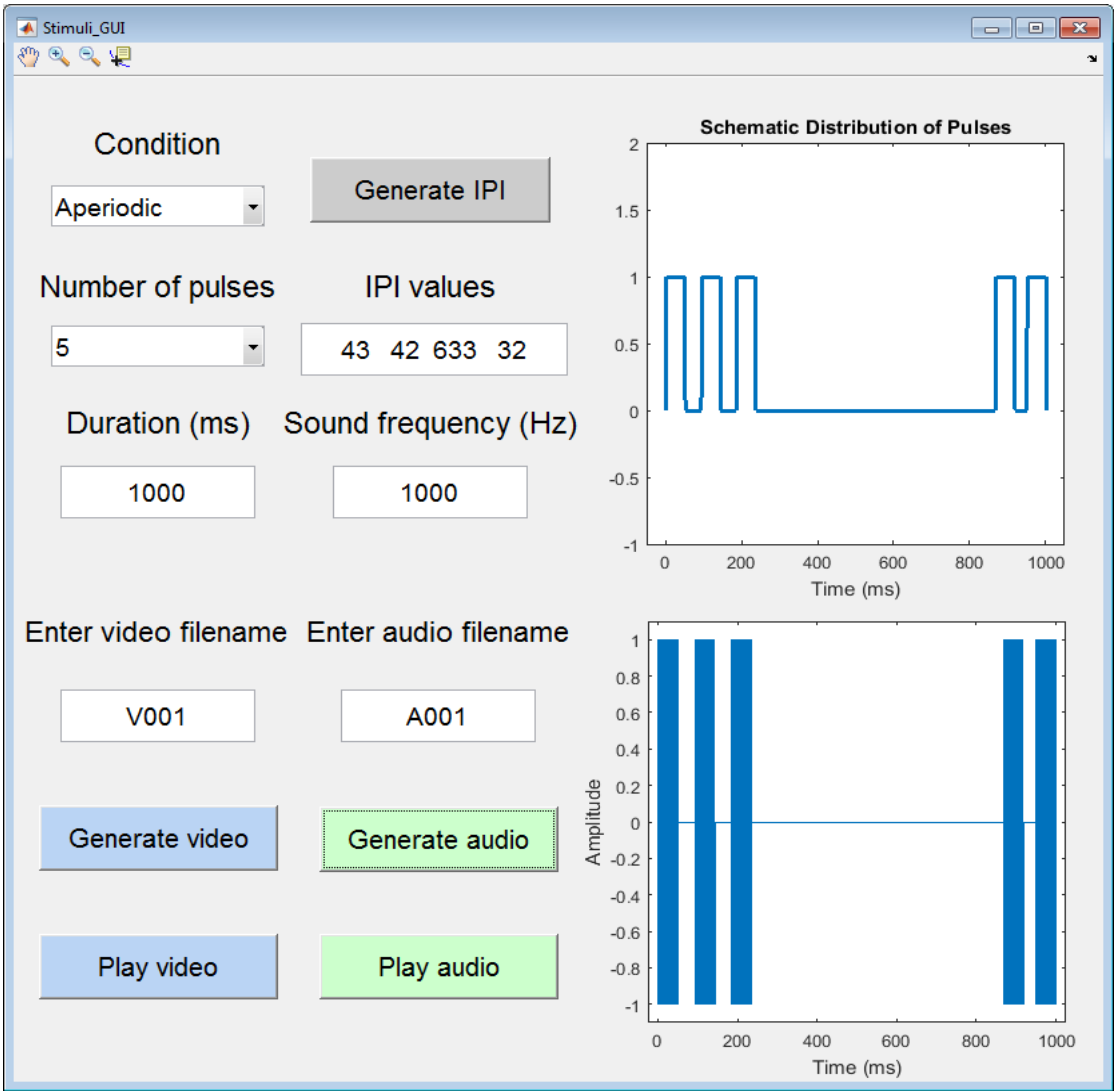 Stimuli_GUI
Condition
Generate IPI
Aperiodic
Number of pulses
IPI values
5
43 42 633 32
Duration (ms)
Sound frequency (Hz)
1000
1000
Enter video filename
Enter audio filename
V001
A001
Generate video
Generate audio
Play video
Play audio
Schematic Distribution of Pulses
2
1.5
1
0.5
0
-0.5
-1
0 200 400 600 800 1000
Time (ms)
Amplitude
1
0.8
0.6
0.4
0.2
0
-0.2
-0.4
-0.6
-0.8
-1
0 200 400 600 800 1000
Time (ms)